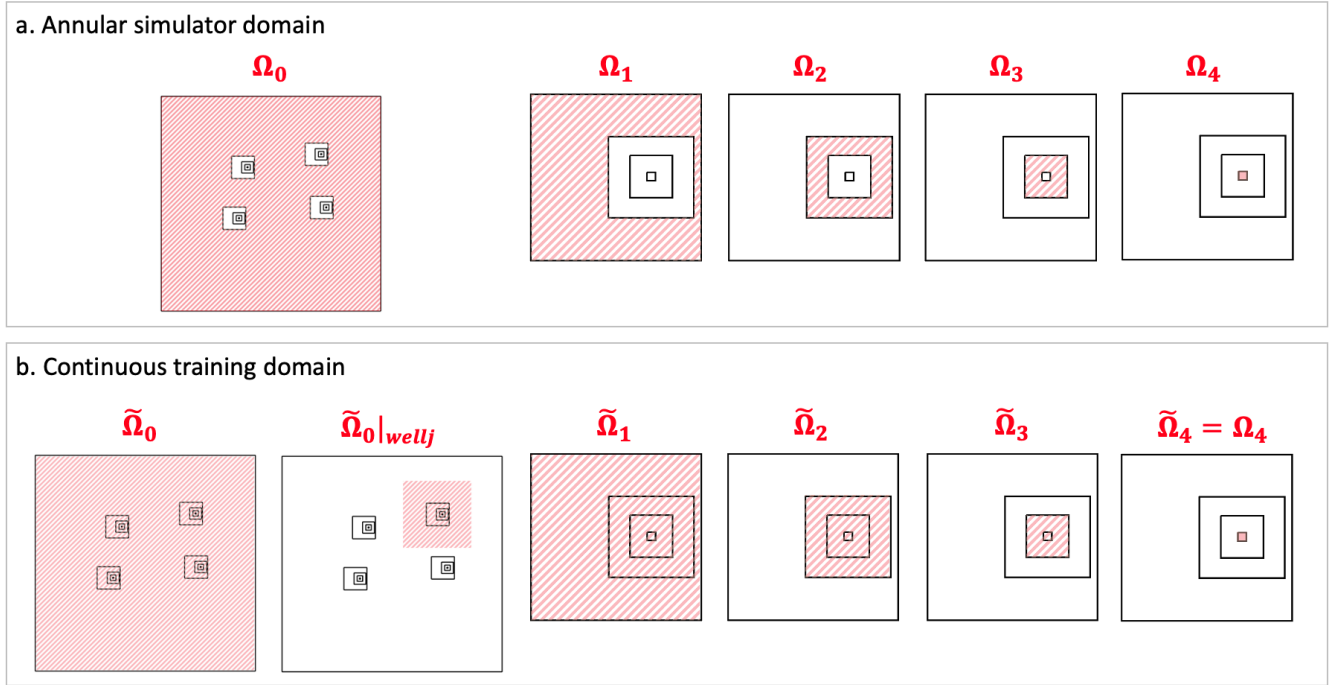 a. Annular simulator domain
Ω₀ Ω₁ Ω₂ Ω₃ Ω₄
b. Continuous training domain
Ω̃₀ Ω̃₀|wellj Ω̃₁ Ω̃₂ Ω̃₃ Ω̃₄ = Ω₄